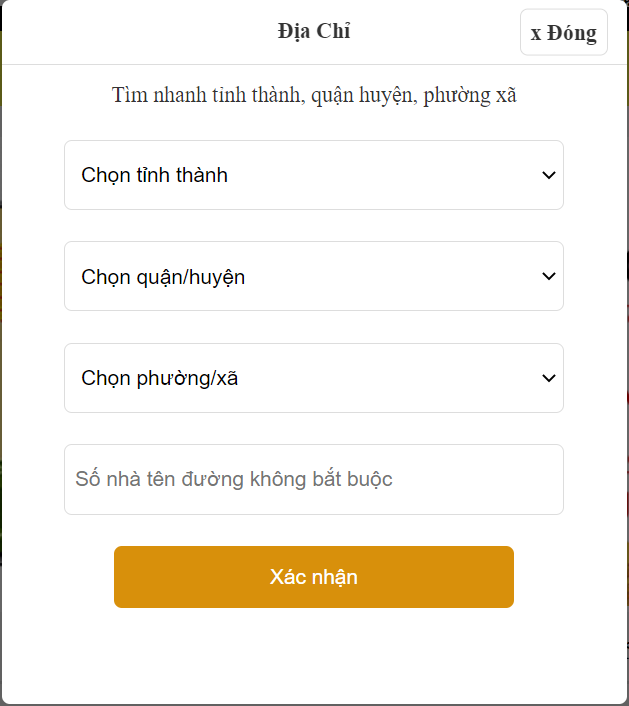 Địa Chỉ
x Đóng
Tìm nhanh tỉnh thành, quận huyện, phường xã
Chọn tỉnh thành
Chọn quận/huyện
Chọn phường/xã
Số nhà tên đường không bắt buộc
Xác nhận